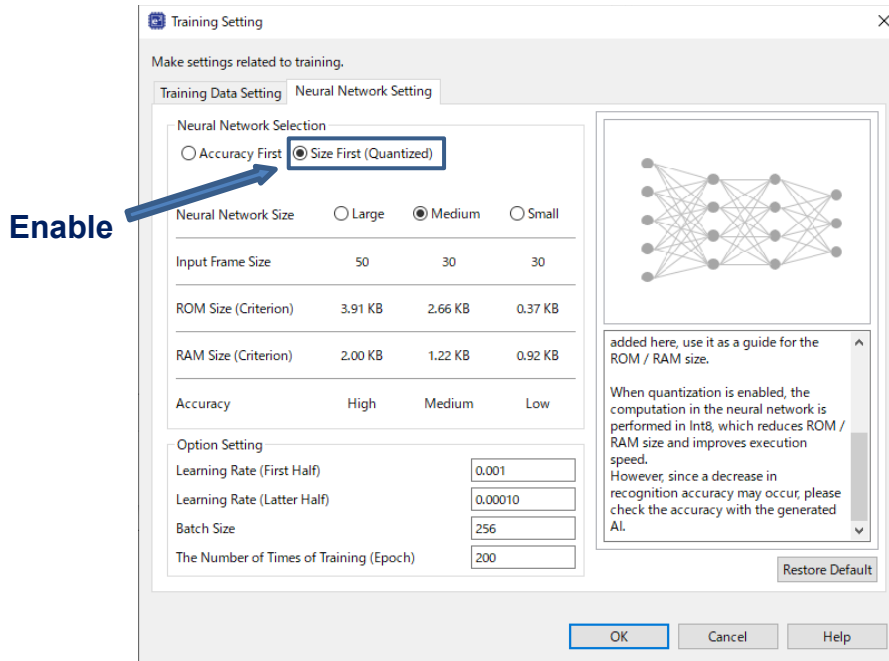 Training Setting
Make settings related to training.
Training Data Setting Neural Network Setting
Neural Network Selection
Accuracy First Size First (Quantized)
Enable
Neural Network Size Large Medium Small
Input Frame Size 50 30 30
ROM Size (Criterion) 3.91 KB 2.66 KB 0.37 KB
RAM Size (Criterion) 2.00 KB 1.22 KB 0.92 KB
Accuracy High Medium Low
Option Setting
Learning Rate (First Half) 0.001
Learning Rate (Latter Half) 0.00010
Batch Size 256
The Number of Times of Training (Epoch) 200
added here, use it as a guide for the
ROM / RAM size.
When quantization is enabled, the
computation in the neural network is
performed in Int8, which reduces ROM /
RAM size and improves execution
speed.
However, since a decrease in
recognition accuracy may occur, please
check the accuracy with the generated
AI.
Restore Default
OK Cancel Help